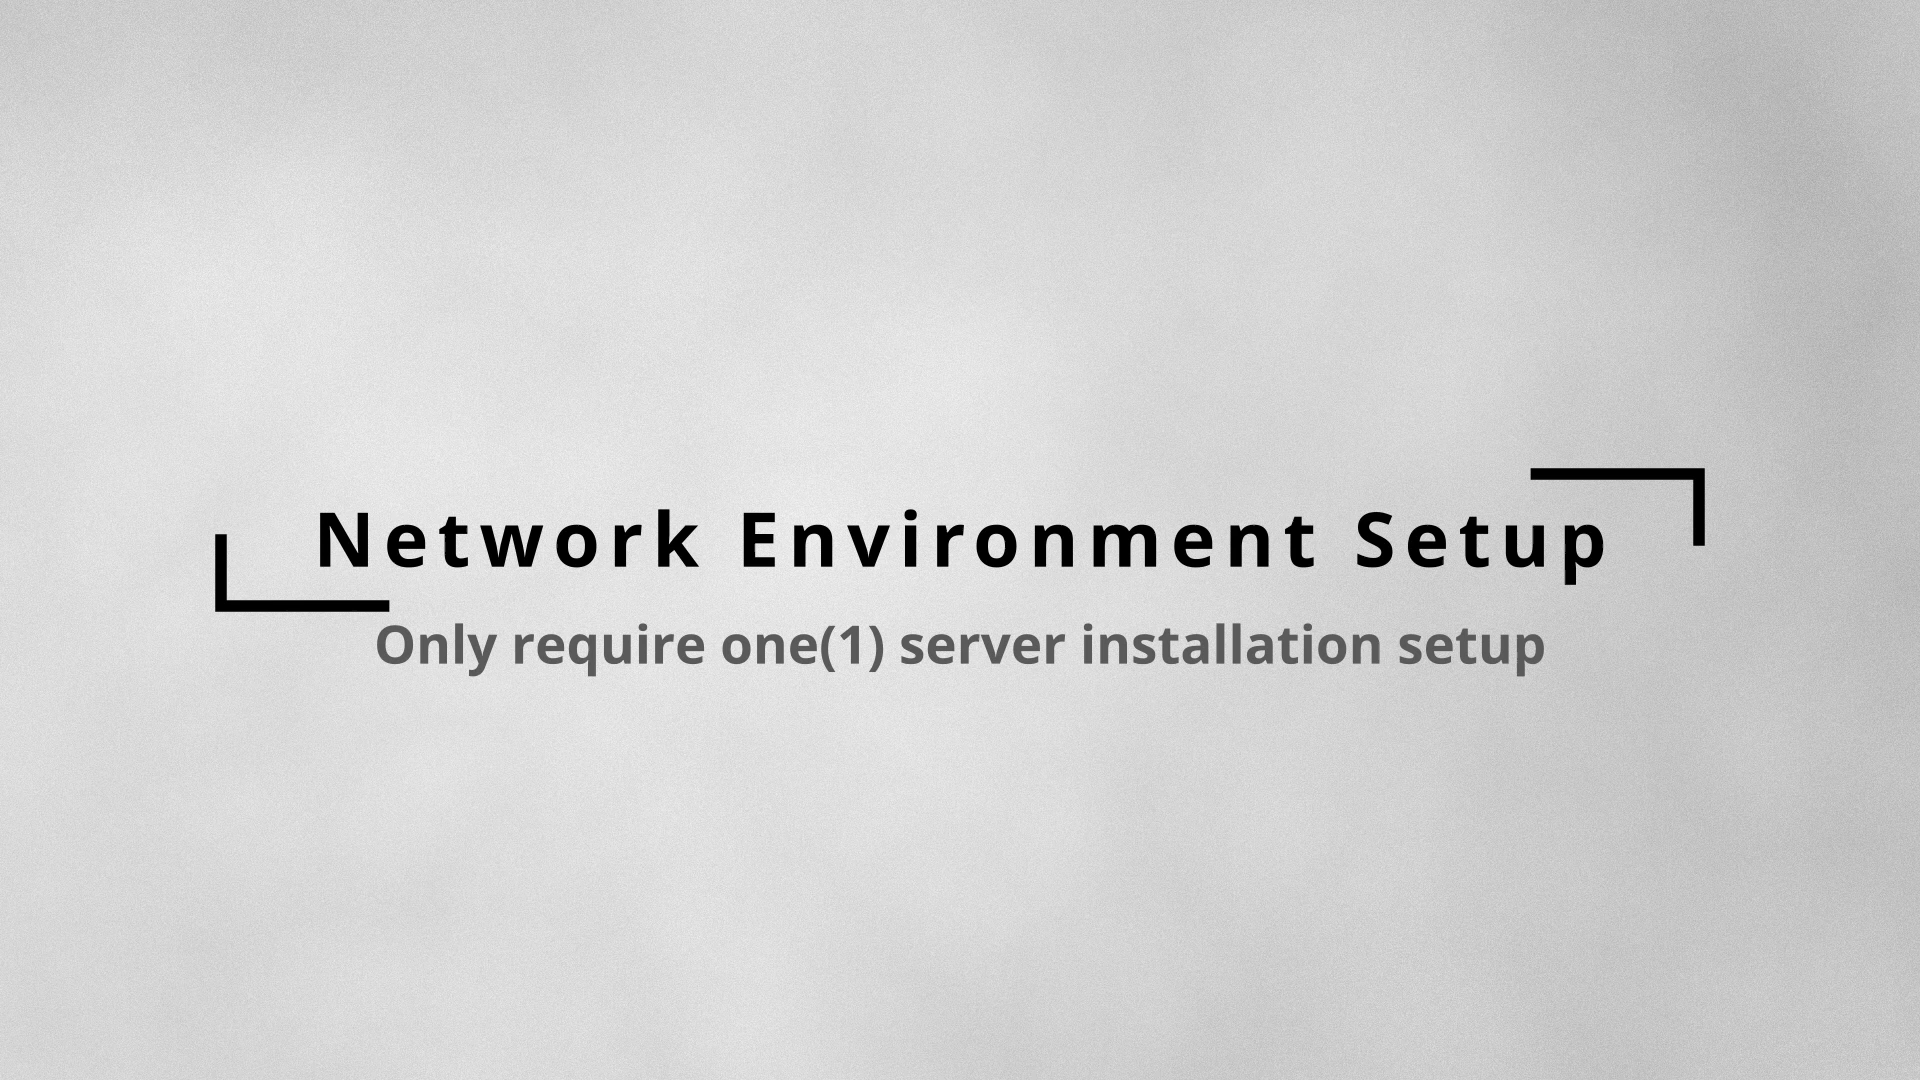 Network Environment Setup
Only require one(1) server installation setup